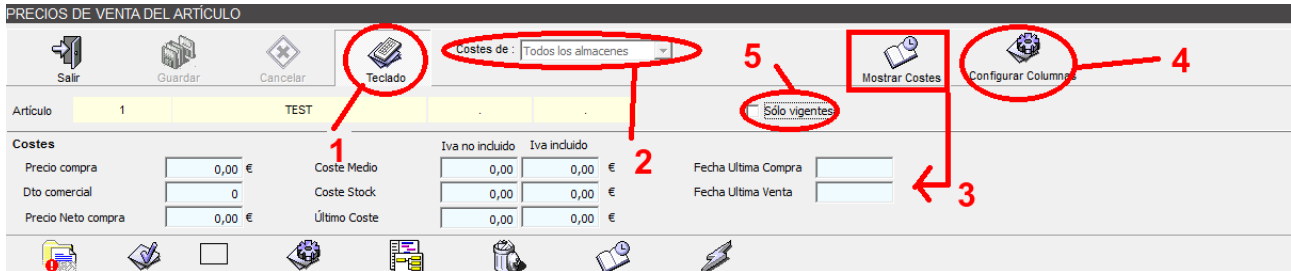 PRECIOS DE VENTA DEL ARTÍCULO
Salir Guardar Cancelar Teclado Costes de : Todos los almacenes 5 Mostrar Costes Configurar Columnas 4
Artículo 1 TEST . . Sólo vigentes
1 2 3
Costes Iva no incluido Iva incluido
Precio compra 0,00 € Coste Medio 0,00 0,00 € Fecha Ultima Compra
Dto comercial 0 Coste Stock 0,00 0,00 € Fecha Ultima Venta
Precio Neto compra 0,00 € Último Coste 0,00 0,00 €